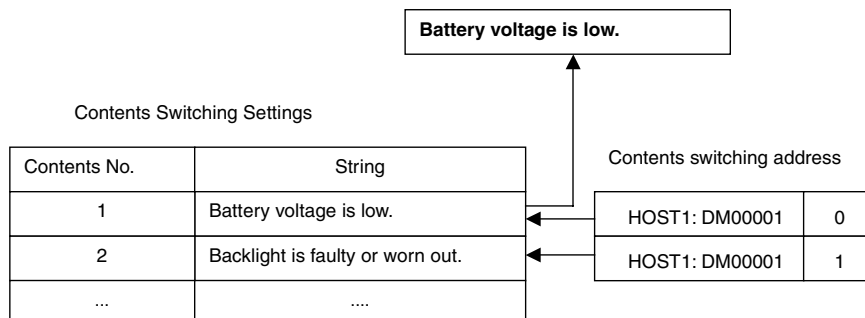 Battery voltage is low.
Contents Switching Settings
Contents switching address
Contents No. String
1 Battery voltage is low.
HOST1: DM00001 0
2 Backlight is faulty or worn out.
HOST1: DM00001 1
... ....